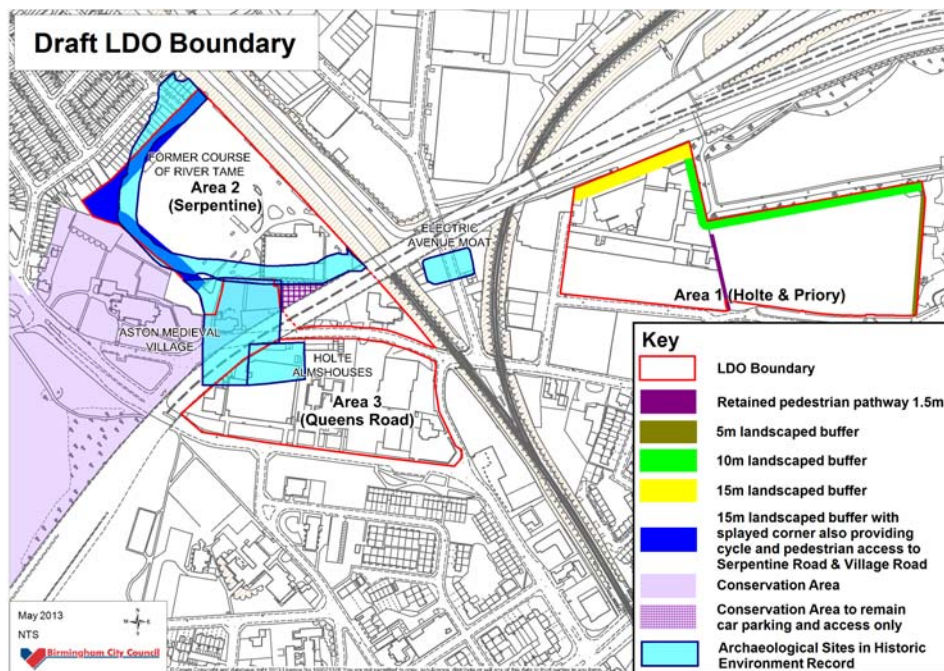 Draft LDO Boundary
FORMER COURSE
OF RIVER TAME
Area 2
(Serpentine)
ELECTRIC
AVENUE MOAT
Area 1 (Holte & Priory)
ASTON MEDIEVAL
VILLAGE
HOLTE
ALMSHOUSES
Area 3
(Queens Road)
Key
LDO Boundary
Retained pedestrian pathway 1.5m
5m landscaped buffer
10m landscaped buffer
15m landscaped buffer
15m landscaped buffer with
splayed corner also providing
cycle and pedestrian access to
Serpentine Road & Village Road
Conservation Area
Conservation Area to remain
car parking and access only
Archaeological Sites in Historic
Environment Record
May 2013
NTS
Birmingham City Council